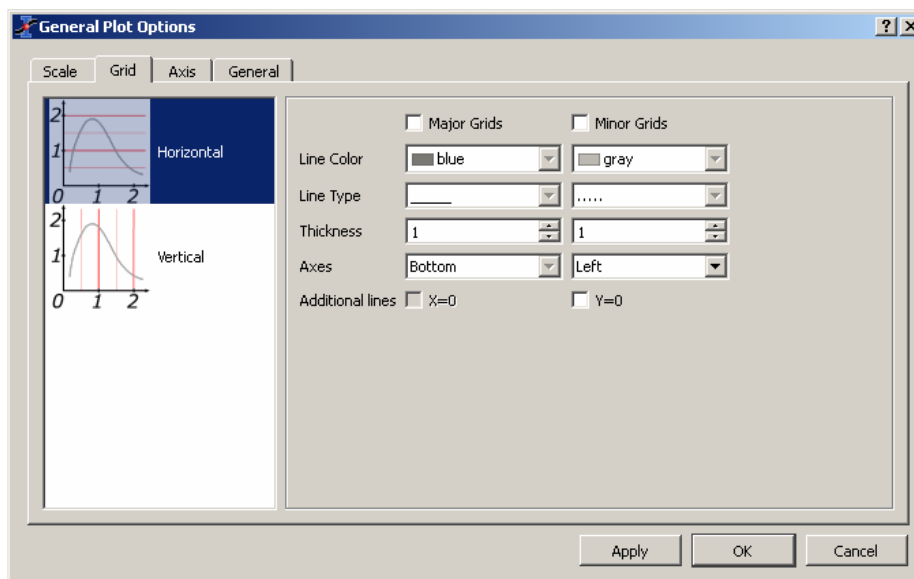 General Plot Options
Scale Grid Axis General
2
1
0 1 2
Horizontal
2
1
0 1 2
Vertical
Major Grids Minor Grids
Line Color blue gray
Line Type _____ .....
Thickness 1 1
Axes Bottom Left
Additional lines X=0 Y=0
Apply OK Cancel